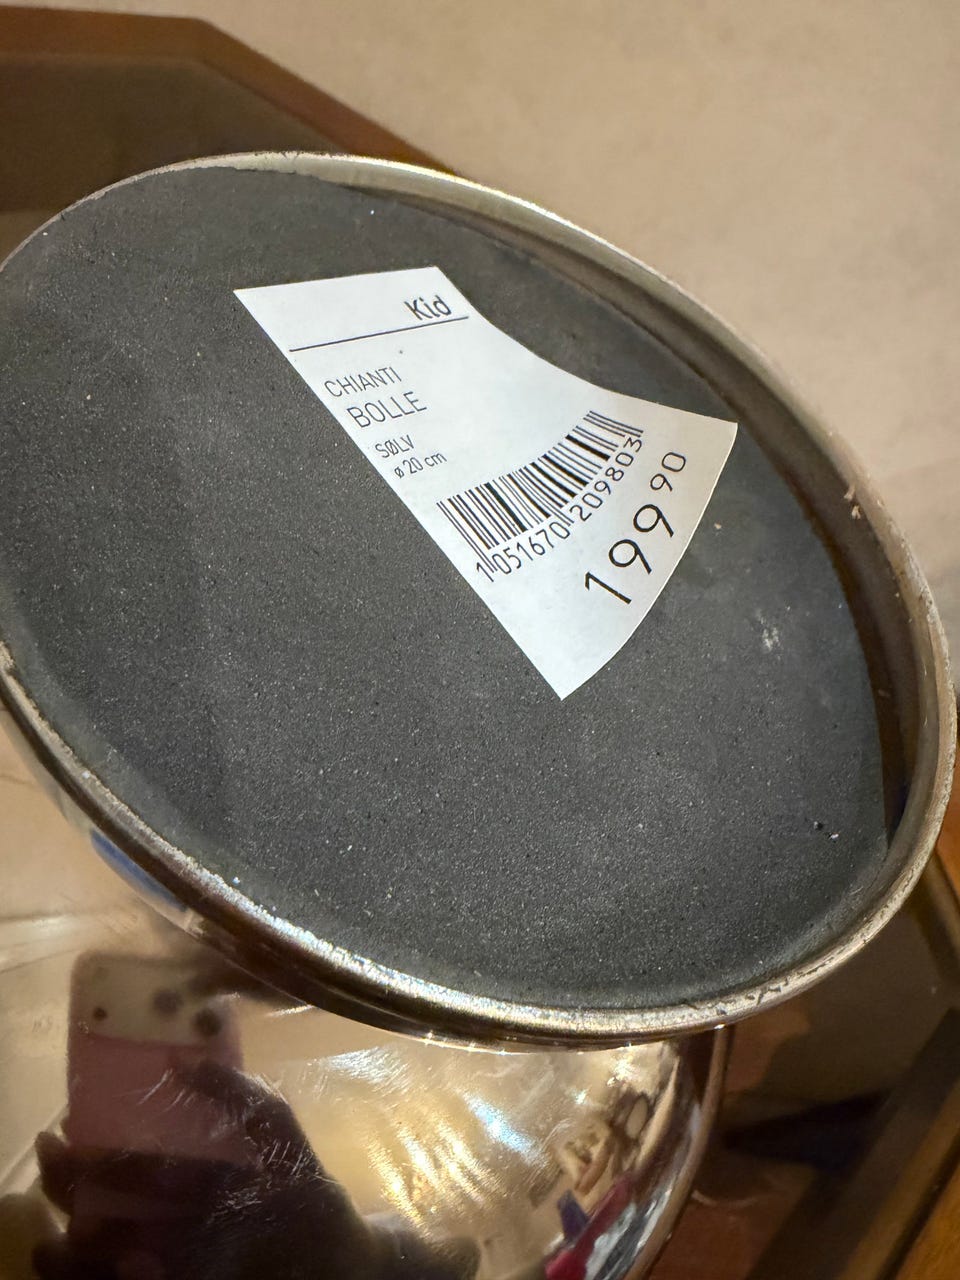 Kid
CHIANTI
BOLLE
SØLV
ø 20 cm
1 051670 209803
199 90